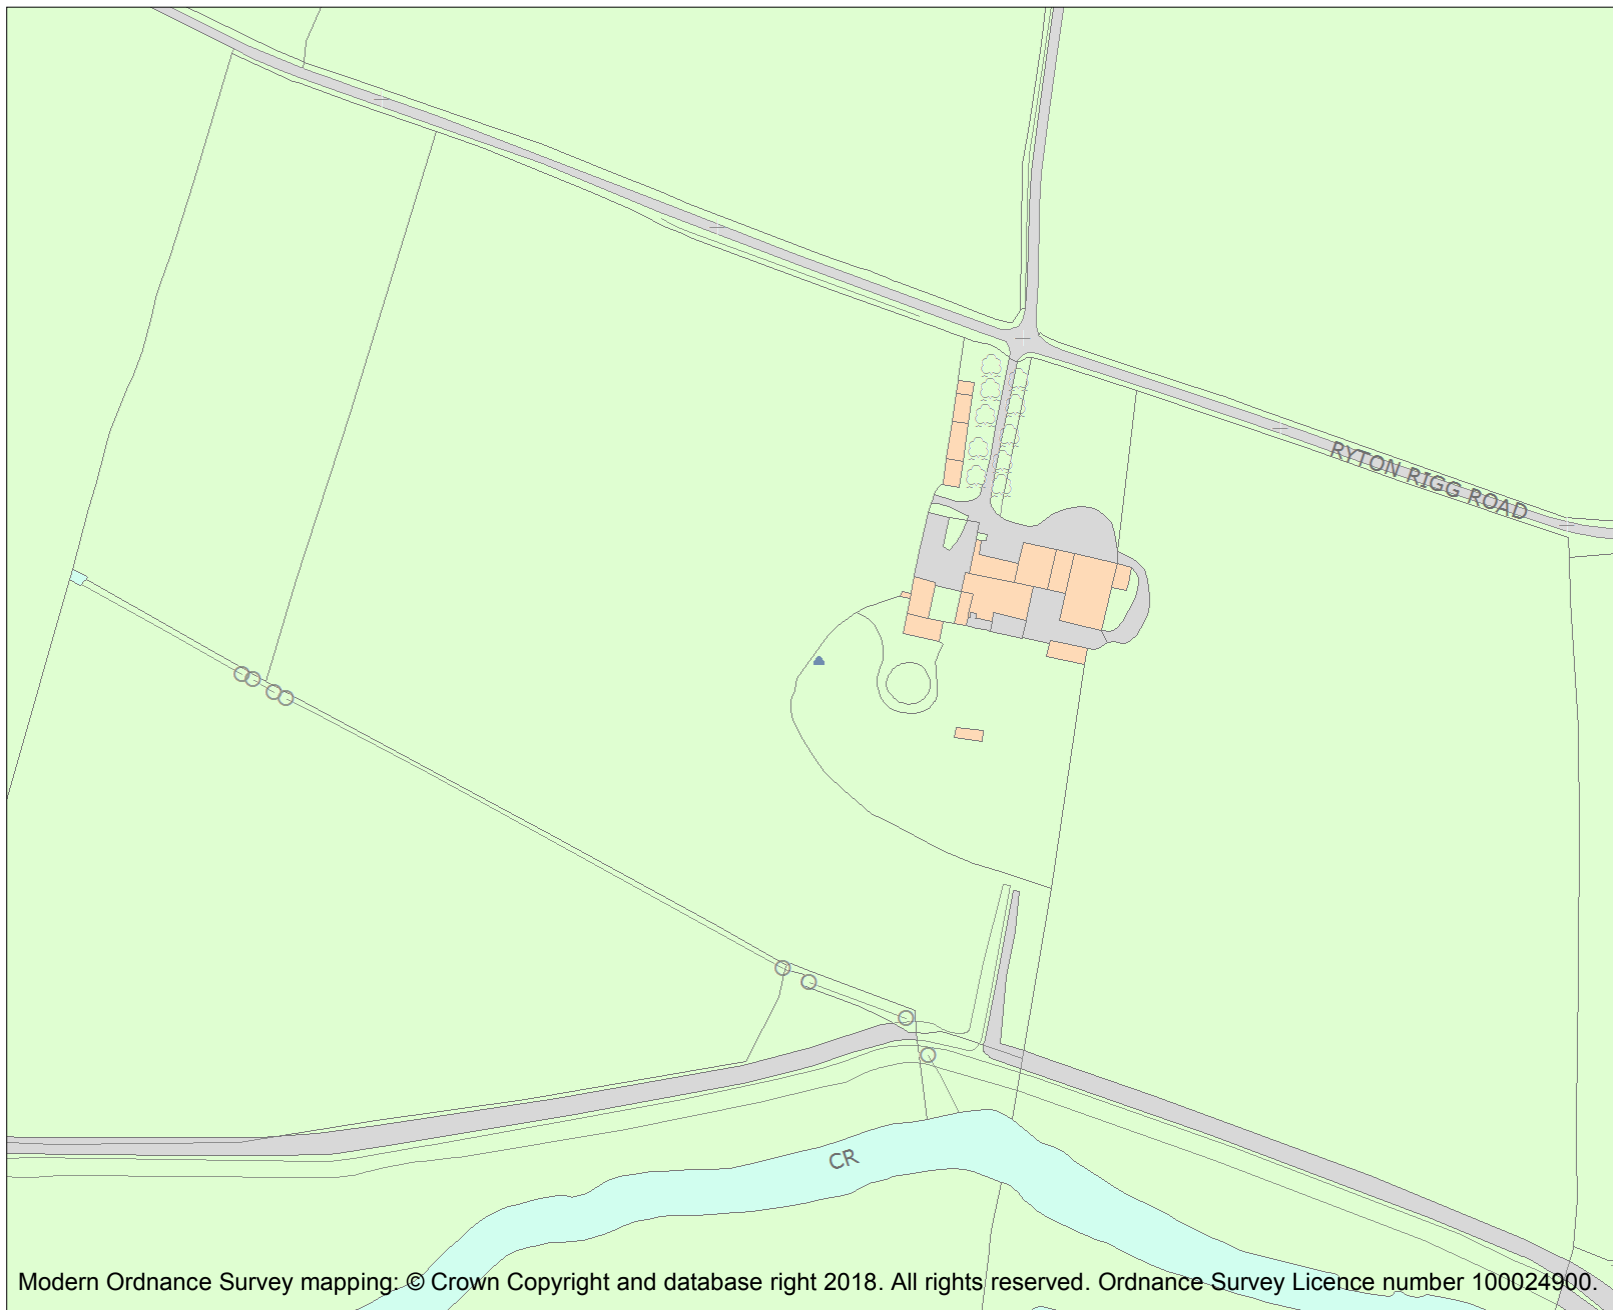 RYTON RIGG ROAD
CR
Modern Ordnance Survey mapping: © Crown Copyright and database right 2018. All rights reserved. Ordnance Survey Licence number 100024900.